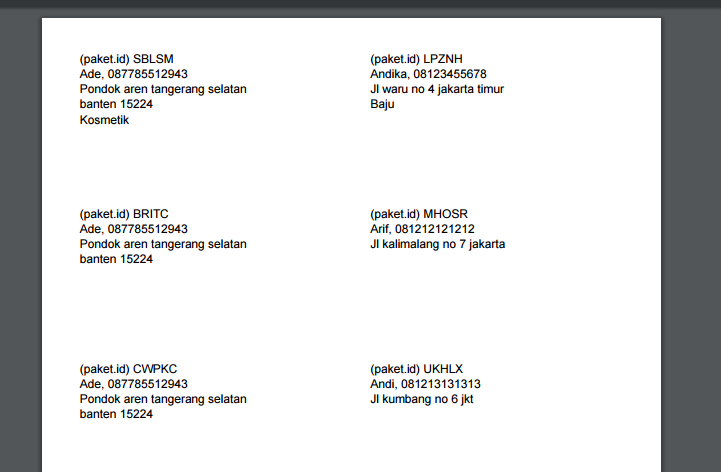 (paket.id) SBLSM
Ade, 087785512943
Pondok aren tangerang selatan
banten 15224
Kosmetik
(paket.id) LPZNH
Andika, 08123455678
Jl waru no 4 jakarta timur
Baju
(paket.id) BRITC
Ade, 087785512943
Pondok aren tangerang selatan
banten 15224
(paket.id) MHOSR
Arif, 081212121212
Jl kalimalang no 7 jakarta
(paket.id) CWPKC
Ade, 087785512943
Pondok aren tangerang selatan
banten 15224
(paket.id) UKHLX
Andi, 081213131313
Jl kumbang no 6 jkt